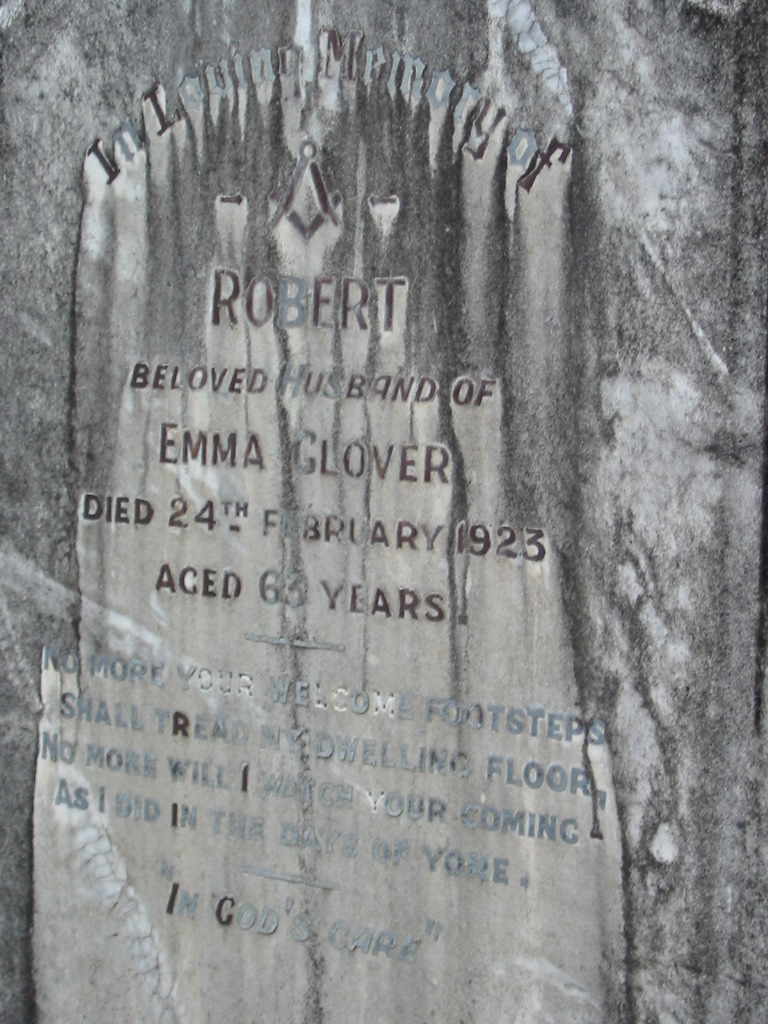 In Loving Memory of
ROBERT
BELOVED HUSBAND OF
EMMA GLOVER
DIED 24TH FEBRUARY 1923
AGED 63 YEARS.
NO MORE YOUR WELCOME FOOTSTEPS
SHALL TREAD MY DWELLING FLOOR,
NO MORE WILL I WATCH YOUR COMING
AS I DID IN THE DAYS OF YORE.
"IN GOD'S CARE"